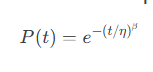 P(t) = e^{-(t/η)^β}